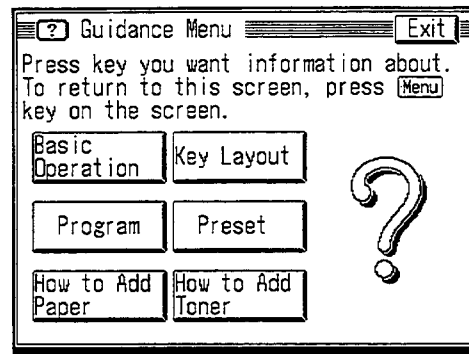 ? Guidance Menu Exit
Press key you want information about.
To return to this screen, press Menu
key on the screen.
Basic Operation
Key Layout
Program
Preset
How to Add Paper
How to Add Toner
?